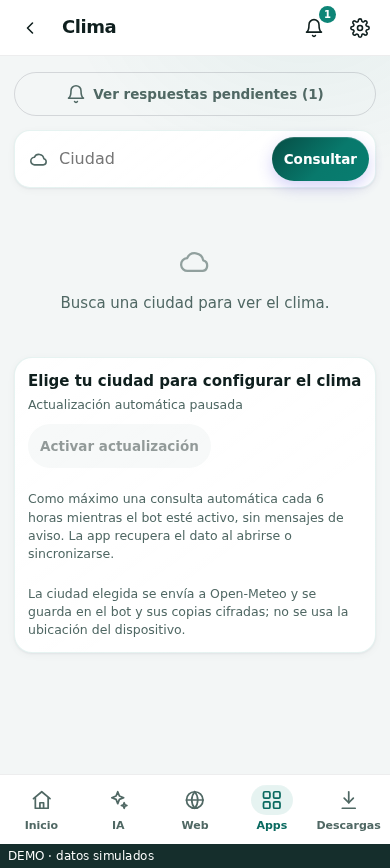 Clima
1
Ver respuestas pendientes (1)
Ciudad
Consultar
Busca una ciudad para ver el clima.
Elige tu ciudad para configurar el clima
Actualización automática pausada
Activar actualización
Como máximo una consulta automática cada 6
horas mientras el bot esté activo, sin mensajes de
aviso. La app recupera el dato al abrirse o
sincronizarse.
La ciudad elegida se envía a Open-Meteo y se
guarda en el bot y sus copias cifradas; no se usa la
ubicación del dispositivo.
Inicio
IA
Web
Apps
Descargas
DEMO · datos simulados